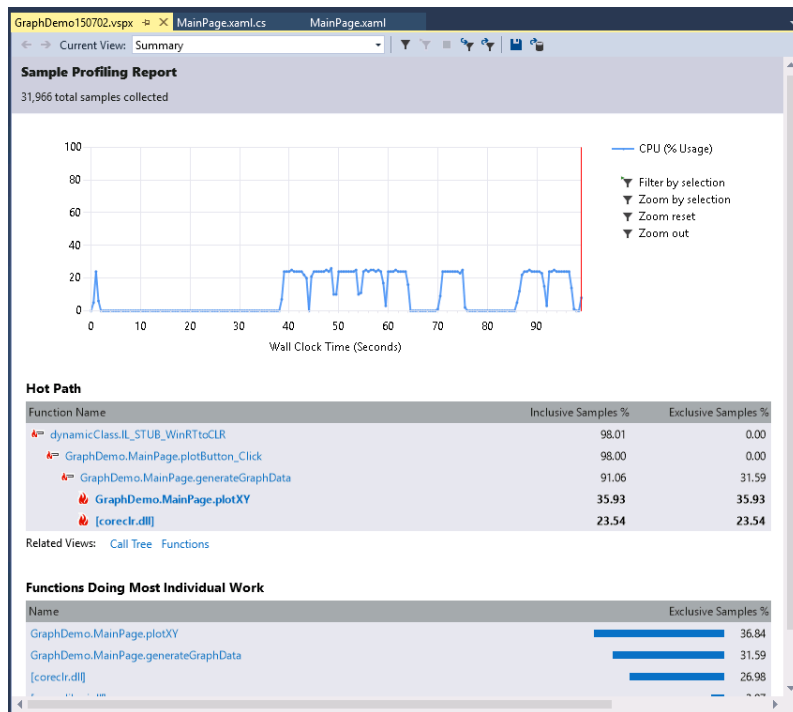 GraphDemo150702.vspx MainPage.xaml.cs MainPage.xaml
Current View: Summary
Sample Profiling Report
31,966 total samples collected
100
80
60
40
20
0
0 10 20 30 40 50 60 70 80 90
Wall Clock Time (Seconds)
CPU (% Usage)
Filter by selection
Zoom by selection
Zoom reset
Zoom out
Hot Path
Function Name Inclusive Samples % Exclusive Samples %
dynamicClass.IL_STUB_WinRTtoCLR 98.01 0.00
GraphDemo.MainPage.plotButton_Click 98.00 0.00
GraphDemo.MainPage.generateGraphData 91.06 31.59
GraphDemo.MainPage.plotXY 35.93 35.93
[coreclr.dll] 23.54 23.54
Related Views: Call Tree Functions
Functions Doing Most Individual Work
Name Exclusive Samples %
GraphDemo.MainPage.plotXY 36.84
GraphDemo.MainPage.generateGraphData 31.59
[coreclr.dll] 26.98